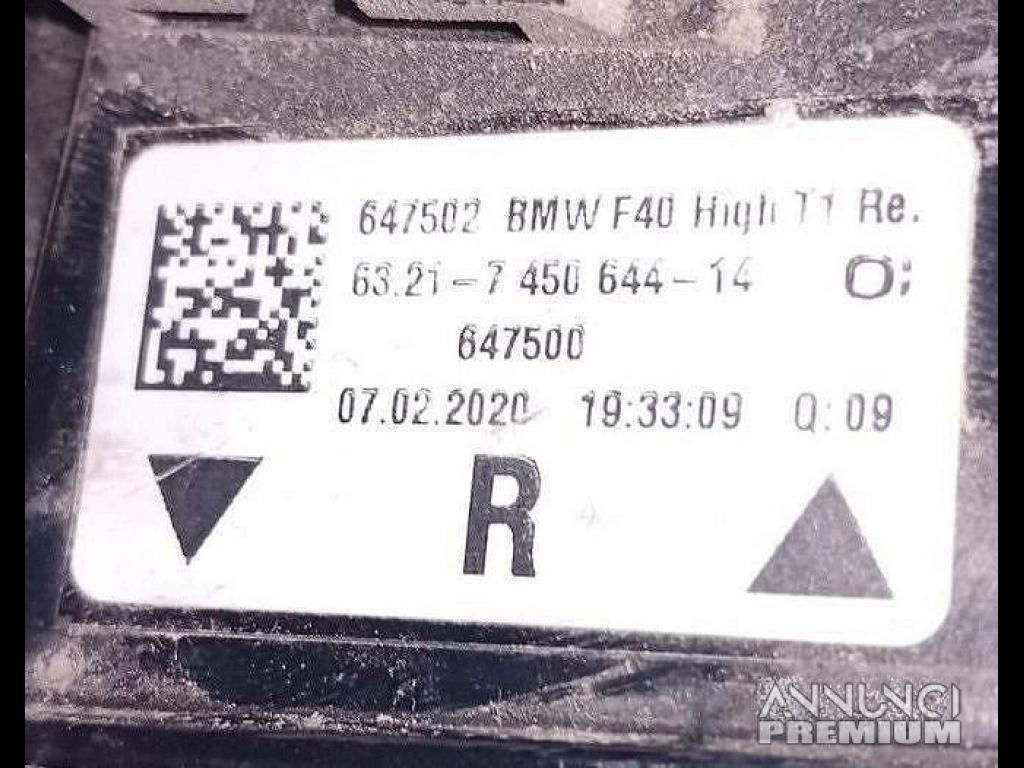 647502 BMW F40 High T1 Re.
63.21-7 450 644-14 O;
647500
07.02.2020 19:33:09 Q:09
R
ANNUNCI
PREMIUM